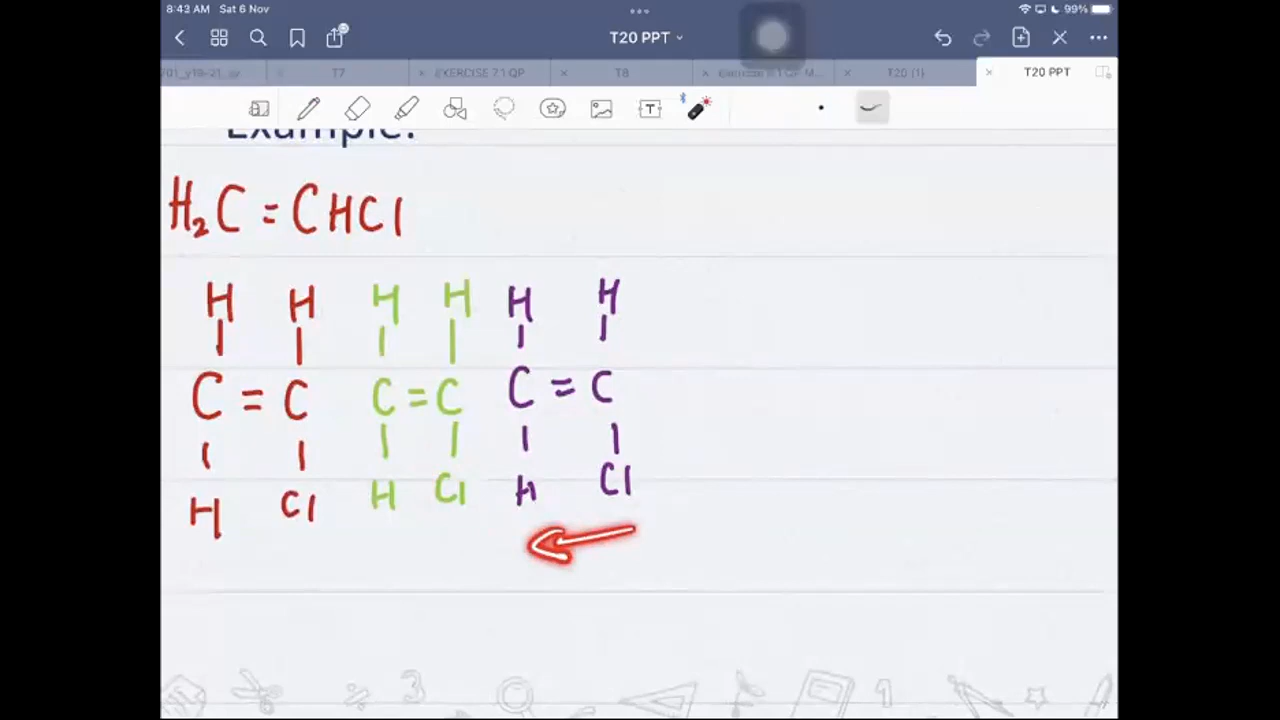 8:43 AM Sat 6 Nov
99%
T20 PPT
T7
EXERCISE 7.1 QP
T8
T20 (1)
T20 PPT
T
Example:
H₂C = CHCl
H H H H H H
C = C C = C C = C
H Cl H Cl H Cl